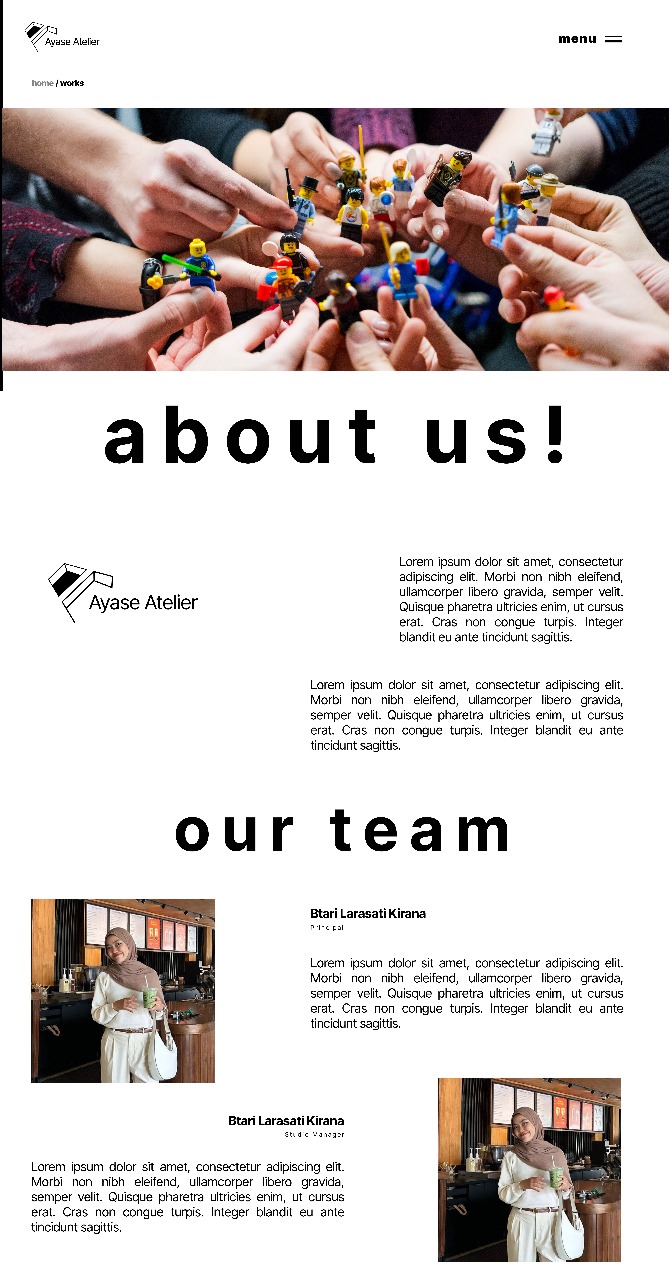 Ayase Atelier
menu
home / works
about us!
Ayase Atelier
Lorem ipsum dolor sit amet, consectetur
adipiscing elit. Morbi non nibh eleifend,
ullamcorper libero gravida, semper velit.
Quisque pharetra ultricies enim, ut cursus
erat. Cras non congue turpis. Integer
blandit eu ante tincidunt sagittis.
Lorem ipsum dolor sit amet, consectetur adipiscing elit.
Morbi non nibh eleifend, ullamcorper libero gravida,
semper velit. Quisque pharetra ultricies enim, ut cursus
erat. Cras non congue turpis. Integer blandit eu ante
tincidunt sagittis.
our team
Btari Larasati Kirana
Principal
Lorem ipsum dolor sit amet, consectetur adipiscing elit.
Morbi non nibh eleifend, ullamcorper libero gravida,
semper velit. Quisque pharetra ultricies enim, ut cursus
erat. Cras non congue turpis. Integer blandit eu ante
tincidunt sagittis.
Btari Larasati Kirana
Studio Manager
Lorem ipsum dolor sit amet, consectetur adipiscing elit.
Morbi non nibh eleifend, ullamcorper libero gravida,
semper velit. Quisque pharetra ultricies enim, ut cursus
erat. Cras non congue turpis. Integer blandit eu ante
tincidunt sagittis.